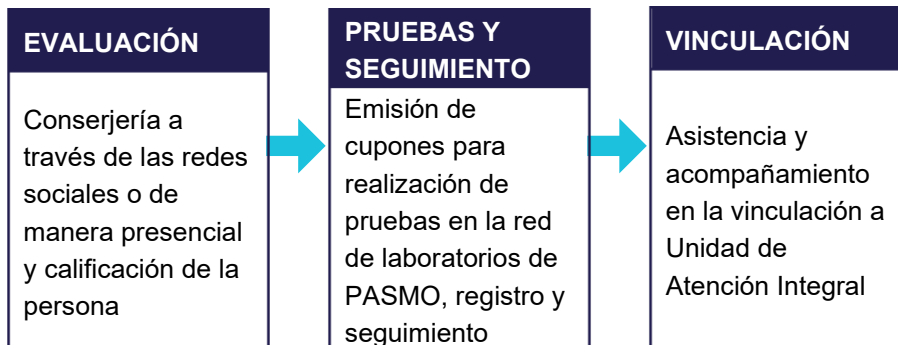 EVALUACIÓN
Conserjería a
través de las redes
sociales o de
manera presencial
y calificación de la
persona
PRUEBAS Y
SEGUIMIENTO
Emisión de
cupones para
realización de
pruebas en la red
de laboratorios de
PASMO, registro y
seguimiento
VINCULACIÓN
Asistencia y
acompañamiento
en la vinculación a
Unidad de
Atención Integral